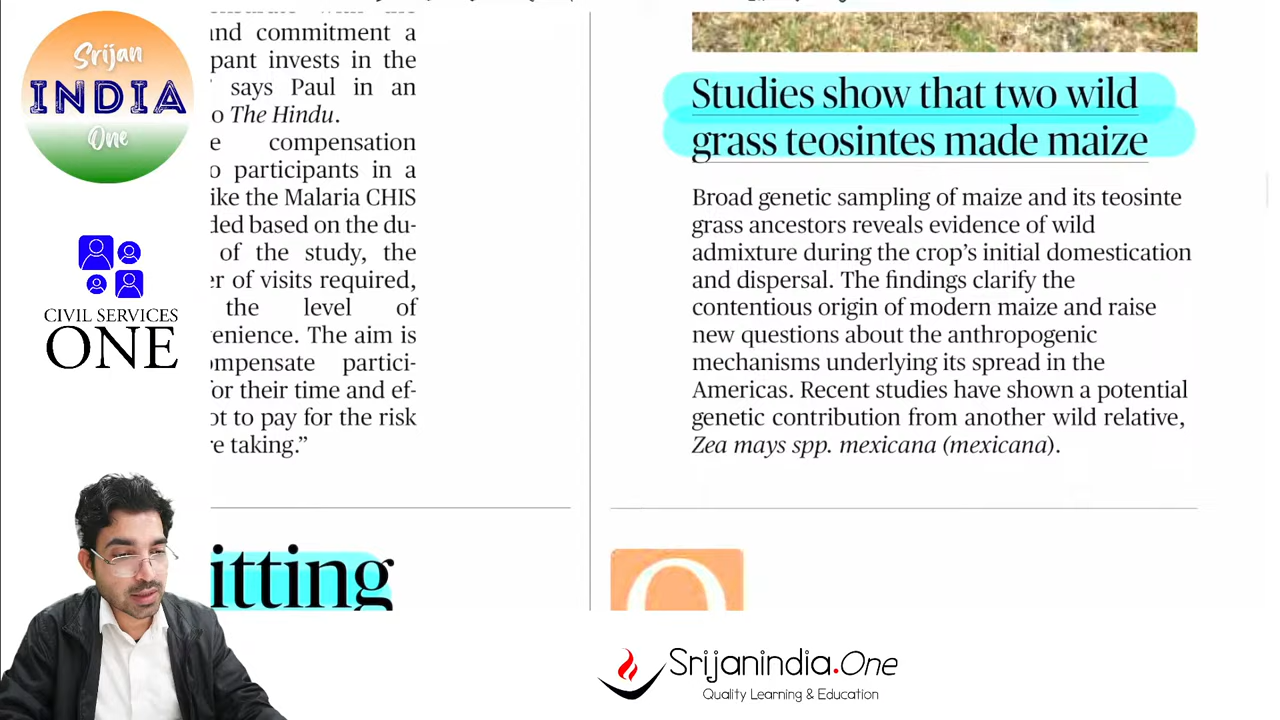 Srijan
INDIA
One
CIVIL SERVICES
ONE
and commitment a
pant invests in the
says Paul in an
o The Hindu.
e compensation
o participants in a
like the Malaria CHIS
ded based on the du-
of the study, the
er of visits required,
the level of
venience. The aim is
ompensate partici-
for their time and ef-
ot to pay for the risk
re taking.”
itting
Studies show that two wild
grass teosintes made maize
Broad genetic sampling of maize and its teosinte
grass ancestors reveals evidence of wild
admixture during the crop’s initial domestication
and dispersal. The findings clarify the
contentious origin of modern maize and raise
new questions about the anthropogenic
mechanisms underlying its spread in the
Americas. Recent studies have shown a potential
genetic contribution from another wild relative,
Zea mays spp. mexicana (mexicana).
Q
Srijanindia.One
Quality Learning & Education